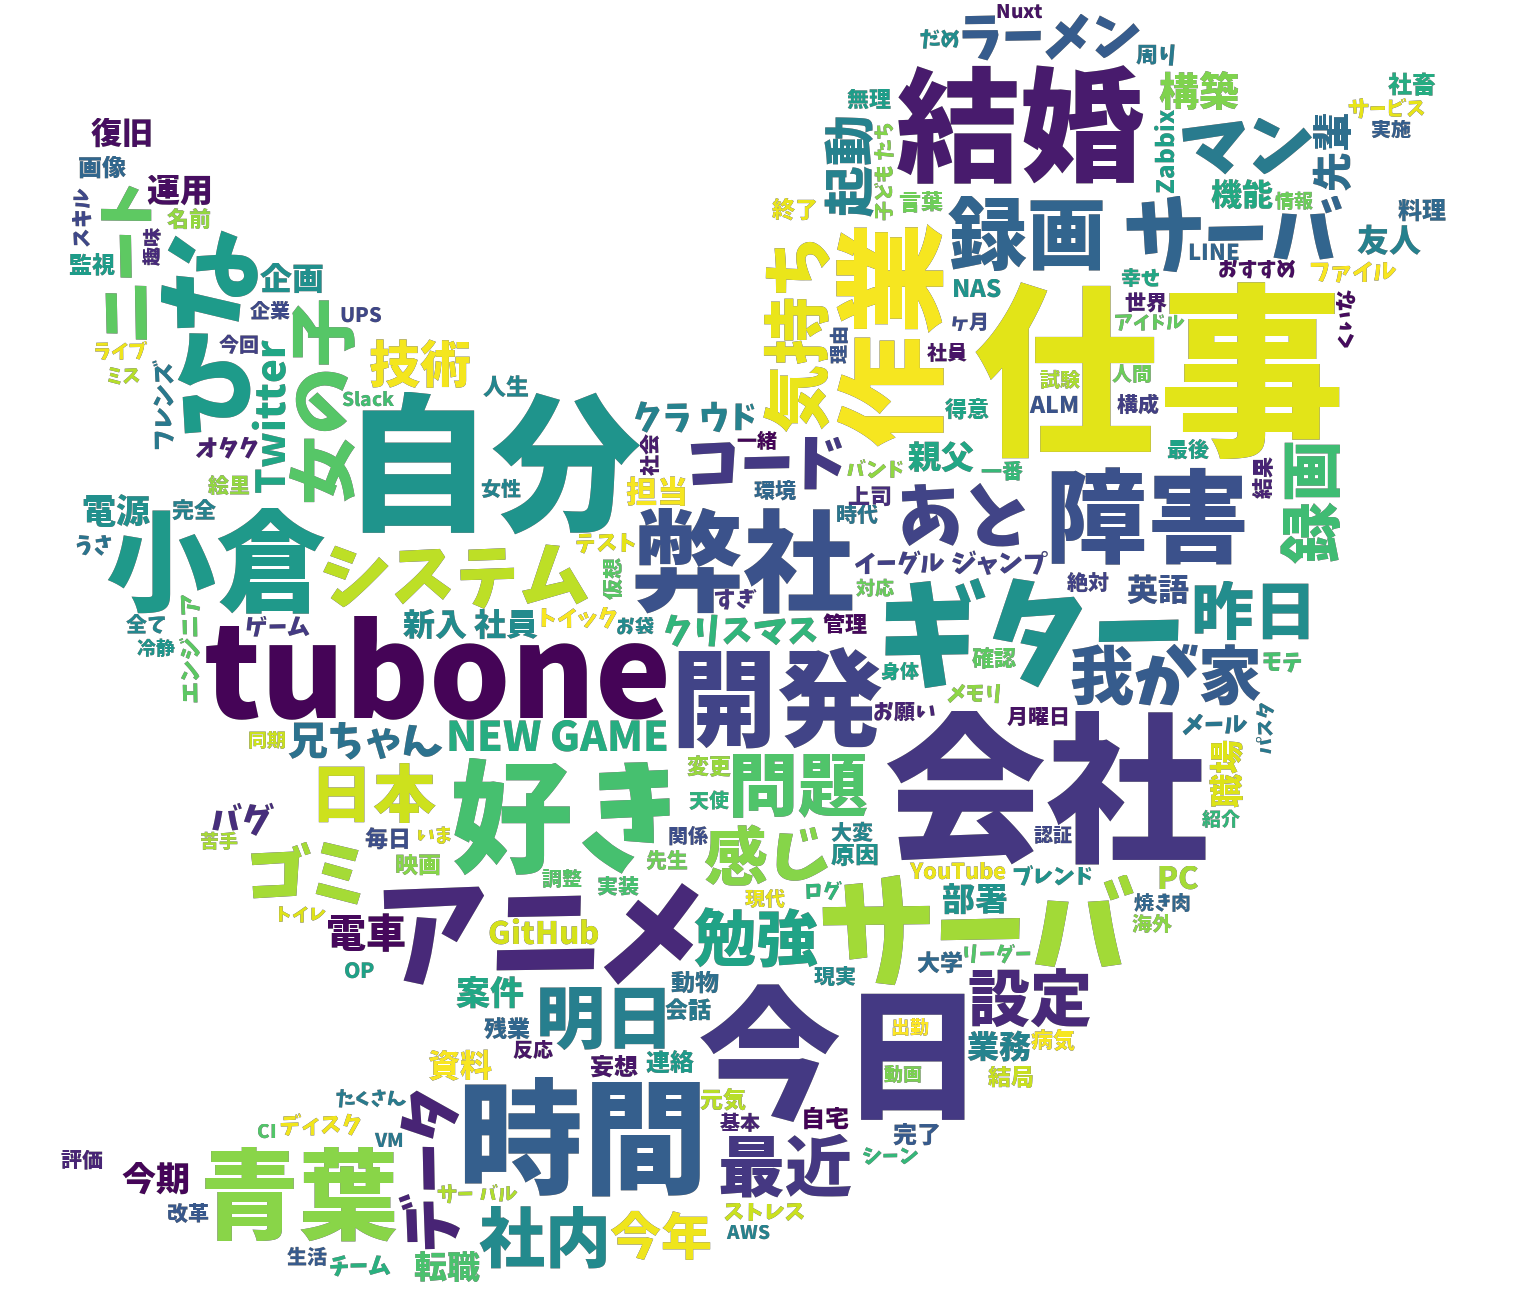 Nuxt
ラーメン
だめ
周り
結婚
構築
社畜
サービス
実施
無理
起動
子どもたち
Zabbix
マン
先輩
復旧
画像
運用
ニート
名前
スキル
趣味
監視
機能
情報
言葉
終了
録画
サーバ
LINE
料理
友人
おすすめ
ファイル
ひな
企画
企業
UPS
女の子
今回
Twitter
ライブ
ミス
フレンズ
オタク
技術
Slack
人生
気持ち
作業
NAS
幸せ
世界
アイドル
くいな
ヶ月
理由
社員
仕事
試験
人間
ALM
構成
得意
自分
クラウド
社会
コード
一緒
バンド
親父
一番
最後
結果
録画
絵里
電源
完全
女性
担当
環境
上司
時代
あと
障害
うさ
小倉
システム
テスト
仮想
弊社
すぎ
イーグル ジャンプ
対応
絶対
英語
昨日
全て
冷静
エンジニア
ゲーム
新入 社員
トイック
お袋
クリスマス
管理
ギター
身体
確認
メモリ
我が家
モテ
tubone
開発
お願い
月曜日
メール
パスタ
同期
兄ちゃん
NEW GAME
会社
職場
紹介
認証
日本
好き
変更
天使
問題
バグ
苦手
毎日
いま
映画
関係
先生
感じ
大変
原因
ゴミ
調整
実装
現代
ログ
YouTube
ブレンド
PC
焼き肉
海外
トイレ
電車
アニメ
GitHub
勉強
サーバ
部署
リーダー
大学
OP
案件
動物
会話
現実
設定
残業
明日
反応
今日
出勤
動画
業務
病気
結局
資料
妄想
連絡
たくさん
CI
ディスク
VM
データ
時間
元気
基本
自宅
完了
シーン
最近
評価
今期
青葉
改革
サーバル
社内
今年
ストレス
AWS
生活
チーム
転職